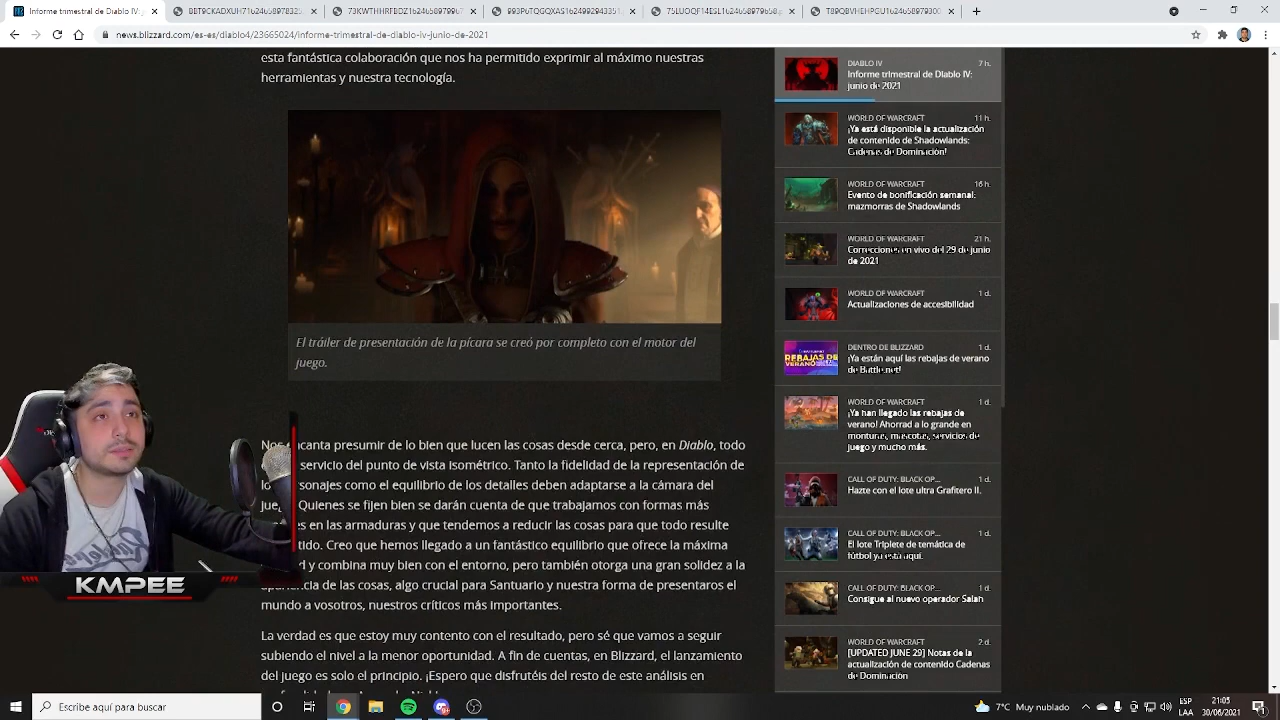 Informe trimestral de Diablo IV:
news.blizzard.com/es-es/diablo4/23665024/informe-trimestral-de-diablo-iv-junio-de-2021
esta fantástica colaboración que nos ha permitido exprimir al máximo nuestras
herramientas y nuestra tecnología.
El tráiler de presentación de la pícara se creó por completo con el motor del
juego.
Nos encanta presumir de lo bien que lucen las cosas desde cerca, pero, en Diablo, todo
servicio del punto de vista isométrico. Tanto la fidelidad de la representación de
como el equilibrio de los detalles deben adaptarse a la cámara del
Quienes se fijen bien se darán cuenta de que trabajamos con formas más
en las armaduras y que tendemos a reducir las cosas para que todo resulte
Creo que hemos llegado a un fantástico equilibrio que ofrece la máxima
y combina muy bien con el entorno, pero también otorga una gran solidez a la
de las cosas, algo crucial para Santuario y nuestra forma de presentaros el
mundo a vosotros, nuestros críticos más importantes.
La verdad es que estoy muy contento con el resultado, pero sé que vamos a seguir
subiendo el nivel a la menor oportunidad. A fin de cuentas, en Blizzard, el lanzamiento
del juego es solo el principio. ¡Espero que disfrutéis del resto de este análisis en
DIABLO IV 7 h.
Informe trimestral de Diablo IV:
junio de 2021
WORLD OF WARCRAFT 11 h.
¡Ya está disponible la actualización
de contenido de Shadowlands:
Cadenas de Dominación!
WORLD OF WARCRAFT 16 h.
Evento de bonificación semanal:
mazmorras de Shadowlands
WORLD OF WARCRAFT 21 h.
Correcciones en vivo del 29 de junio
de 2021
WORLD OF WARCRAFT 1 d.
Actualizaciones de accesibilidad
REBAJAS DE
VERANO
DENTRO DE BLIZZARD 1 d.
¡Ya están aquí las rebajas de verano
de Battle.net!
WORLD OF WARCRAFT 1 d.
¡Ya han llegado las rebajas de
verano! Ahorrad a lo grande en
monturas, mascotas, servicios de
juego y mucho más.
CALL OF DUTY: BLACK OP... 1 d.
Hazte con el lote ultra Grafitero II.
CALL OF DUTY: BLACK OP... 1 d.
El lote Triplete de temática de
fútbol ya está aquí.
CALL OF DUTY: BLACK OP... 1 d.
Consigue al nuevo operador Salah
WORLD OF WARCRAFT 2 d.
[UPDATED JUNE 29] Notas de la
actualización de contenido Cadenas
de Dominación
KMPEE
Escribe aquí para buscar
7°C Muy nublado
ESP
LAA
21:05
30/06/2021